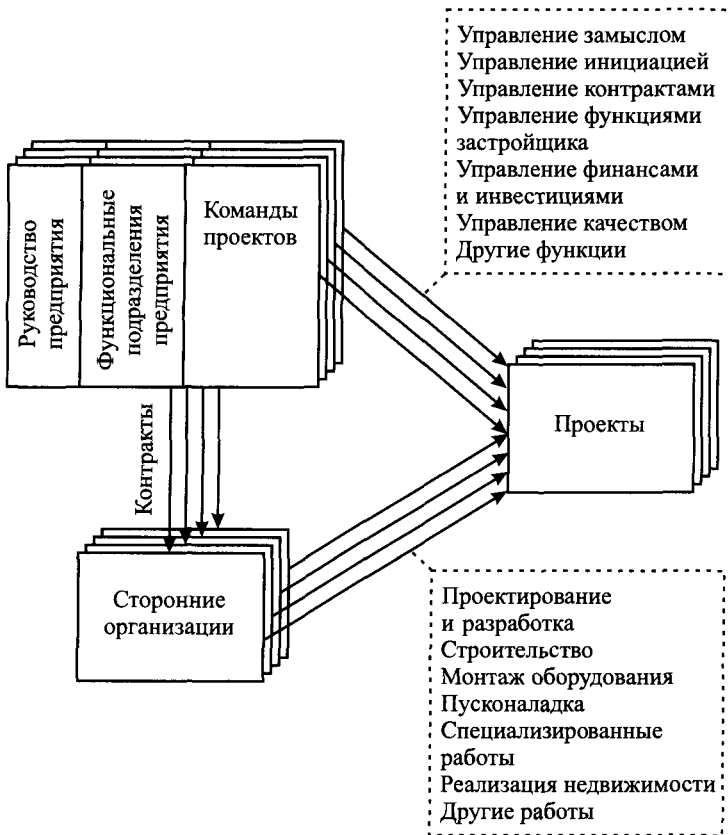 Управление замыслом
Управление инициацией
Управление контрактами
Управление функциями
застройщика
Управление финансами
и инвестициями
Управление качеством
Другие функции
Руководство
предприятия
Функциональные
подразделения
предприятия
Команды
проектов
Проекты
Контракты
Сторонние
организации
Проектирование
и разработка
Строительство
Монтаж оборудования
Пусконаладка
Специализированные
работы
Реализация недвижимости
Другие работы